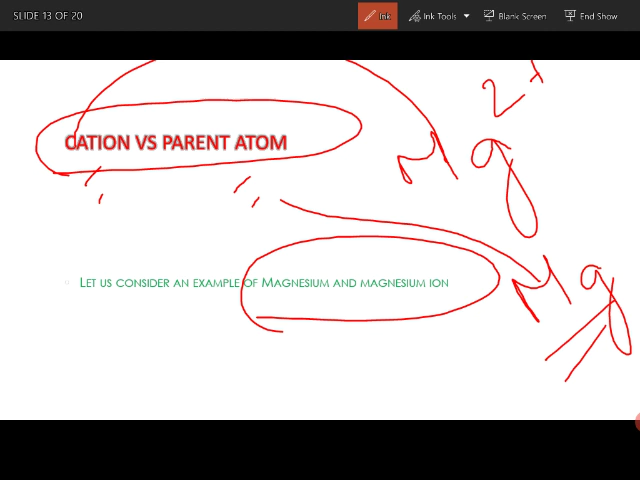 SLIDE 13 OF 20
Ink
Ink Tools
Blank Screen
End Show
Mg2+
CATION VS PARENT ATOM
LET US CONSIDER AN EXAMPLE OF MAGNESIUM AND MAGNESIUM ION
Mg